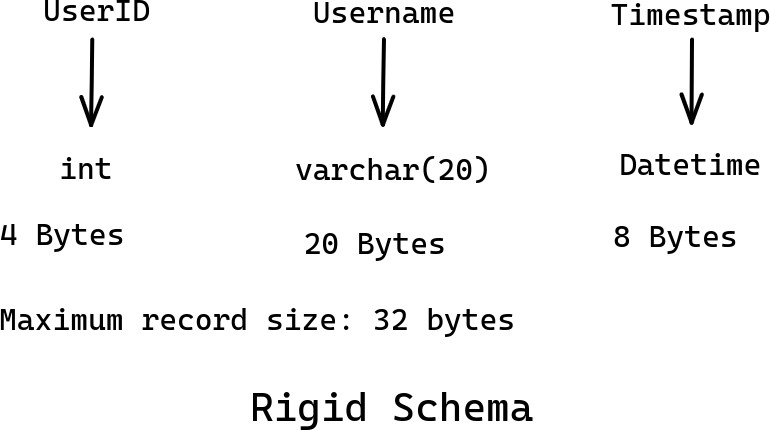 UserID Username Timestamp
int varchar(20) Datetime
4 Bytes 20 Bytes 8 Bytes
Maximum record size: 32 bytes
Rigid Schema